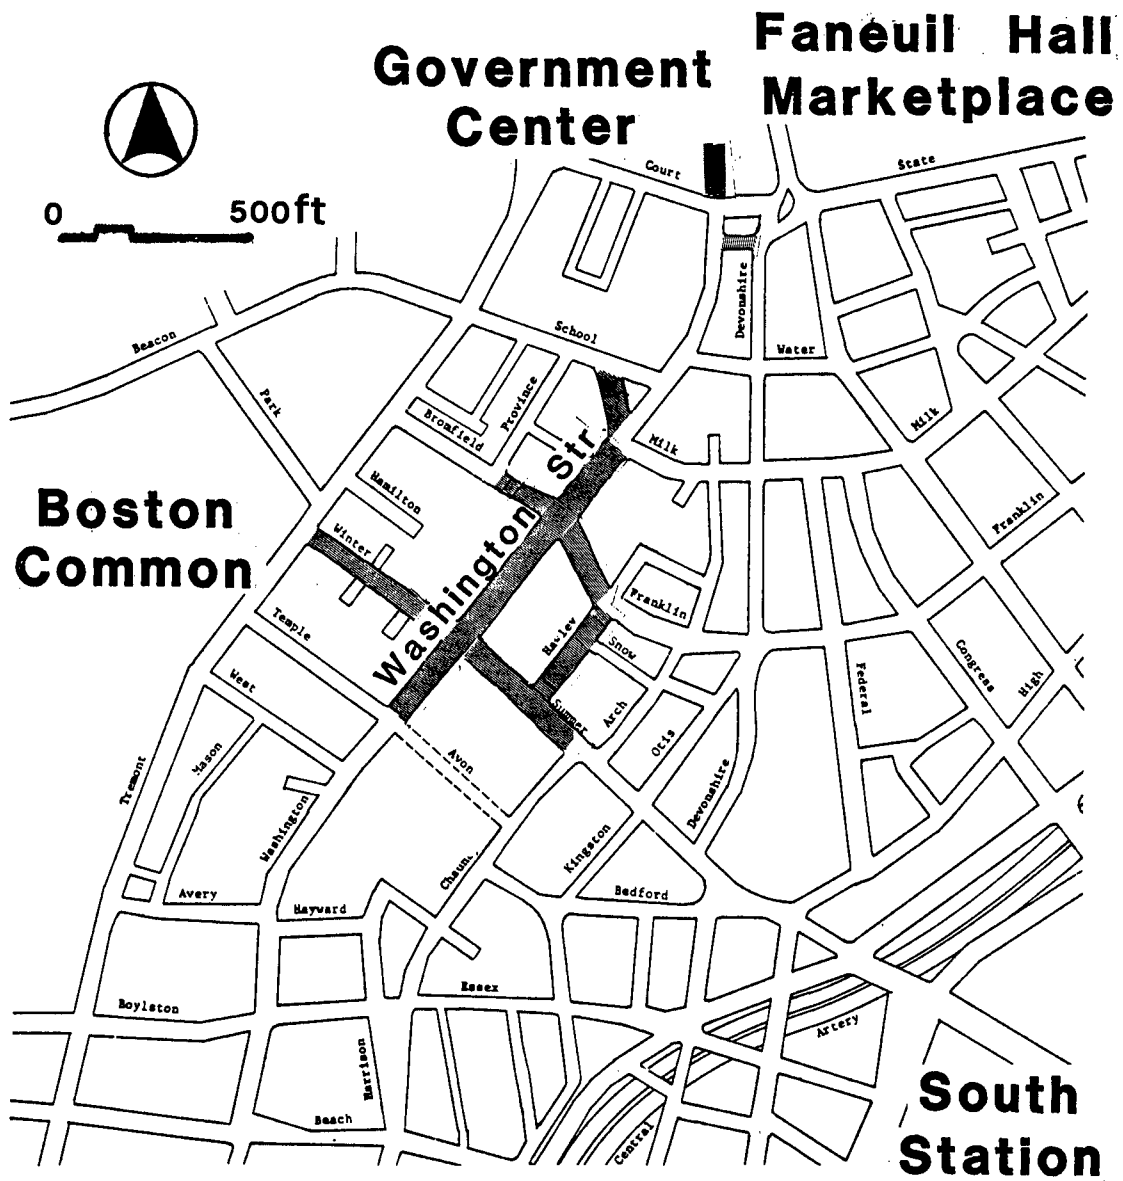 Faneuil Hall
Marketplace
Government
Center
Court
State
0 500ft
Devonshire
School
Water
Beacon
Park
Province
Bromfield
Milk
Milk
Washington Str
Boston
Common
Hamilton
Winter
Franklin
Franklin
Temple
Snow
Congress
High
West
Federal
Summer
Arch
Otis
Avon
Mason
Tremont
Devonshire
Washington
Kingston
Avery
Hayward
Bedford
Essex
Boylston
Artery
Harrison
Beach
Central
South
Station